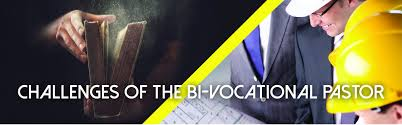 CHALLENGES OF THE BI-VOCATIONAL PASTOR